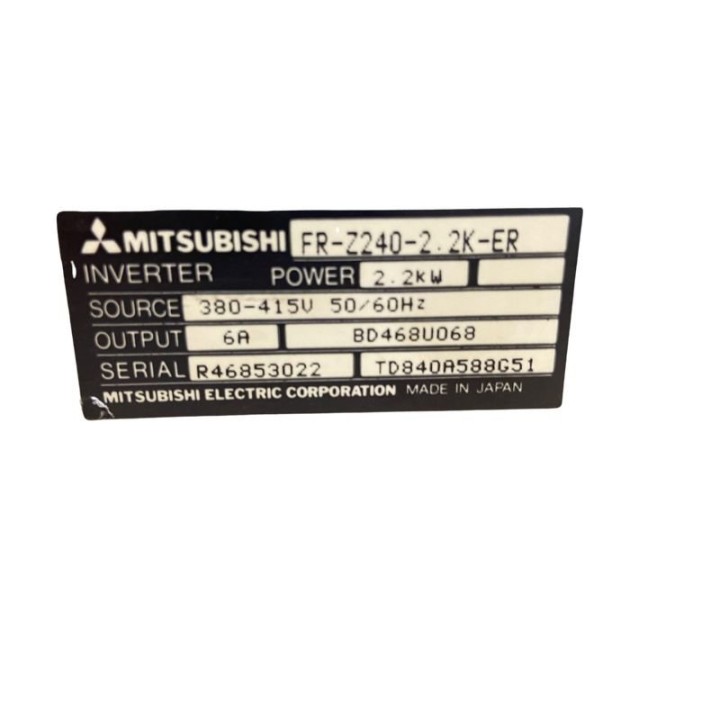 MITSUBISHI FR-Z240-2.2K-ER
INVERTER POWER 2.2kW
SOURCE 380-415V 50/60Hz
OUTPUT 6A BD468U068
SERIAL R46853022 TD840A588G51
MITSUBISHI ELECTRIC CORPORATION MADE IN JAPAN